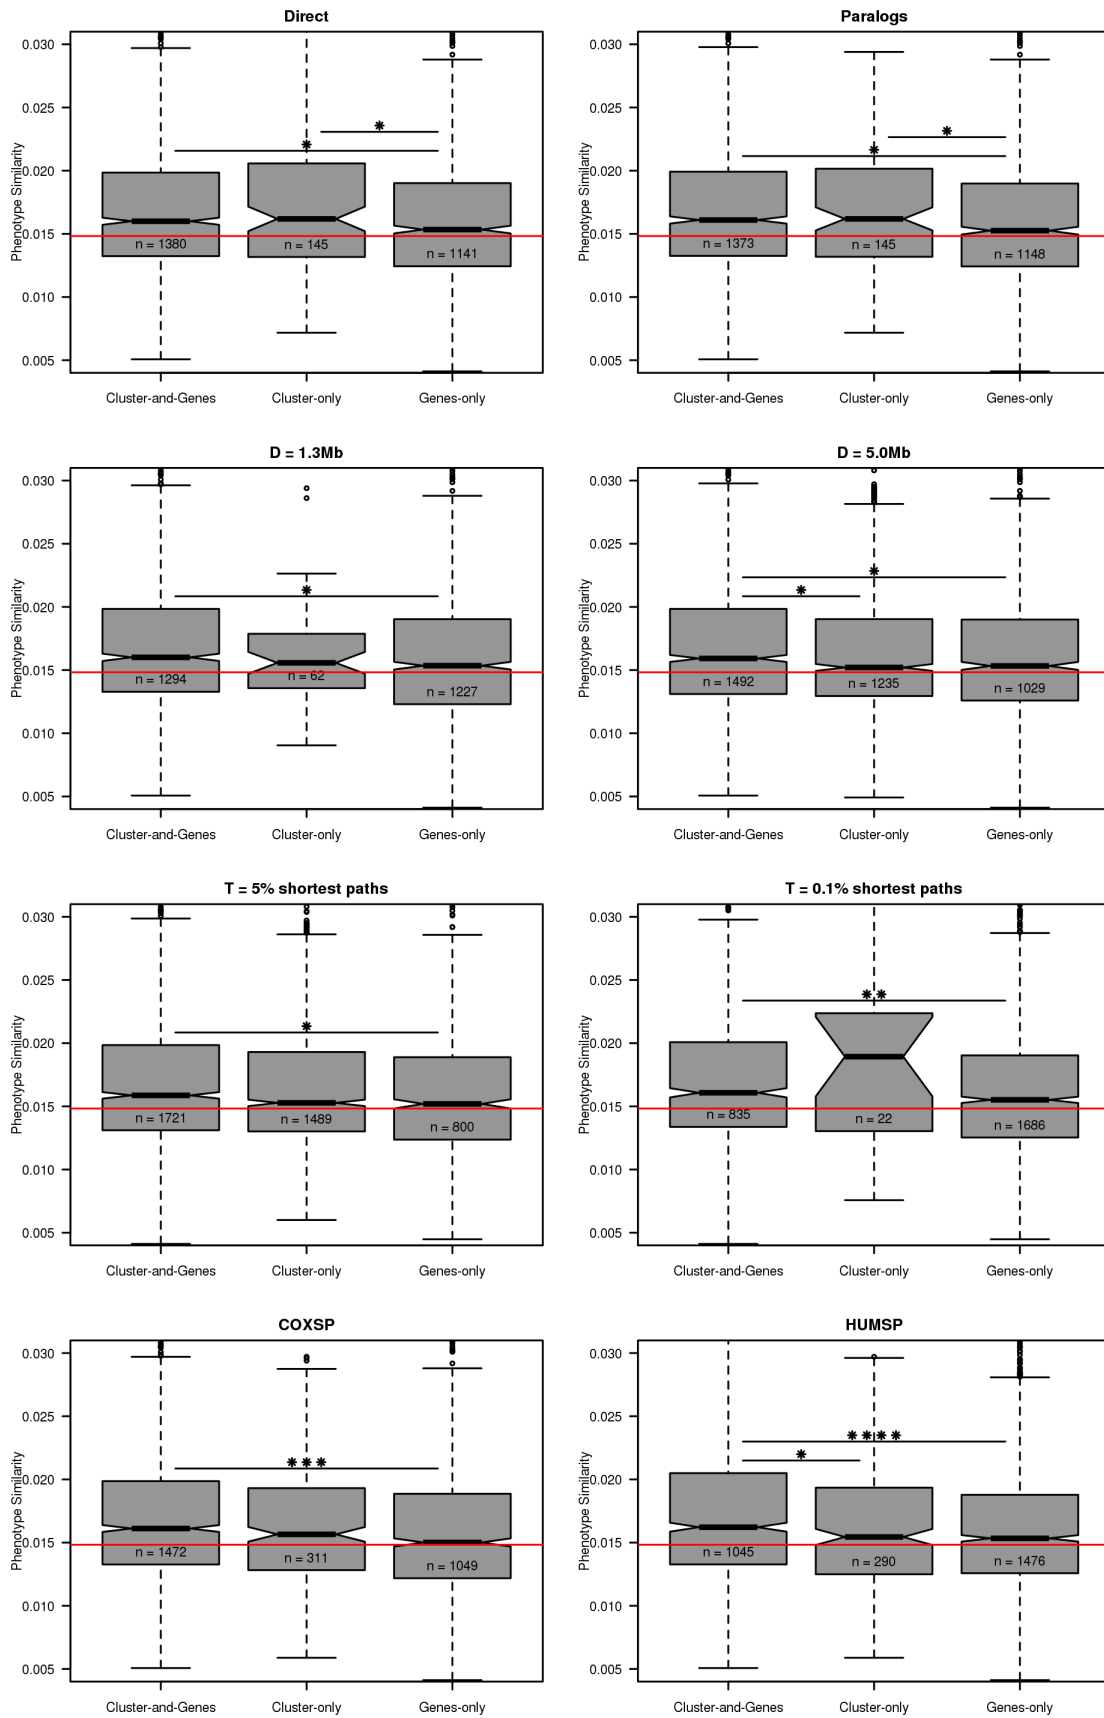 Direct
Phenotype Similarity
0.030
0.025
0.020
0.015
0.010
0.005
* *
n = 1380
n = 145
n = 1141
Cluster-and-Genes
Cluster-only
Genes-only
Paralogs
Phenotype Similarity
0.030
0.025
0.020
0.015
0.010
0.005
* *
n = 1373
n = 145
n = 1148
Cluster-and-Genes
Cluster-only
Genes-only
D = 1.3Mb
Phenotype Similarity
0.030
0.025
0.020
0.015
0.010
0.005
*
n = 1294
n = 62
n = 1227
Cluster-and-Genes
Cluster-only
Genes-only
D = 5.0Mb
Phenotype Similarity
0.030
0.025
0.020
0.015
0.010
0.005
* *
n = 1492
n = 1235
n = 1029
Cluster-and-Genes
Cluster-only
Genes-only
T = 5% shortest paths
Phenotype Similarity
0.030
0.025
0.020
0.015
0.010
0.005
*
n = 1721
n = 1489
n = 800
Cluster-and-Genes
Cluster-only
Genes-only
T = 0.1% shortest paths
Phenotype Similarity
0.030
0.025
0.020
0.015
0.010
0.005
**
n = 835
n = 22
n = 1686
Cluster-and-Genes
Cluster-only
Genes-only
COXSP
Phenotype Similarity
0.030
0.025
0.020
0.015
0.010
0.005
***
n = 1472
n = 311
n = 1049
Cluster-and-Genes
Cluster-only
Genes-only
HUMSP
Phenotype Similarity
0.030
0.025
0.020
0.015
0.010
0.005
****
*
n = 1045
n = 290
n = 1476
Cluster-and-Genes
Cluster-only
Genes-only